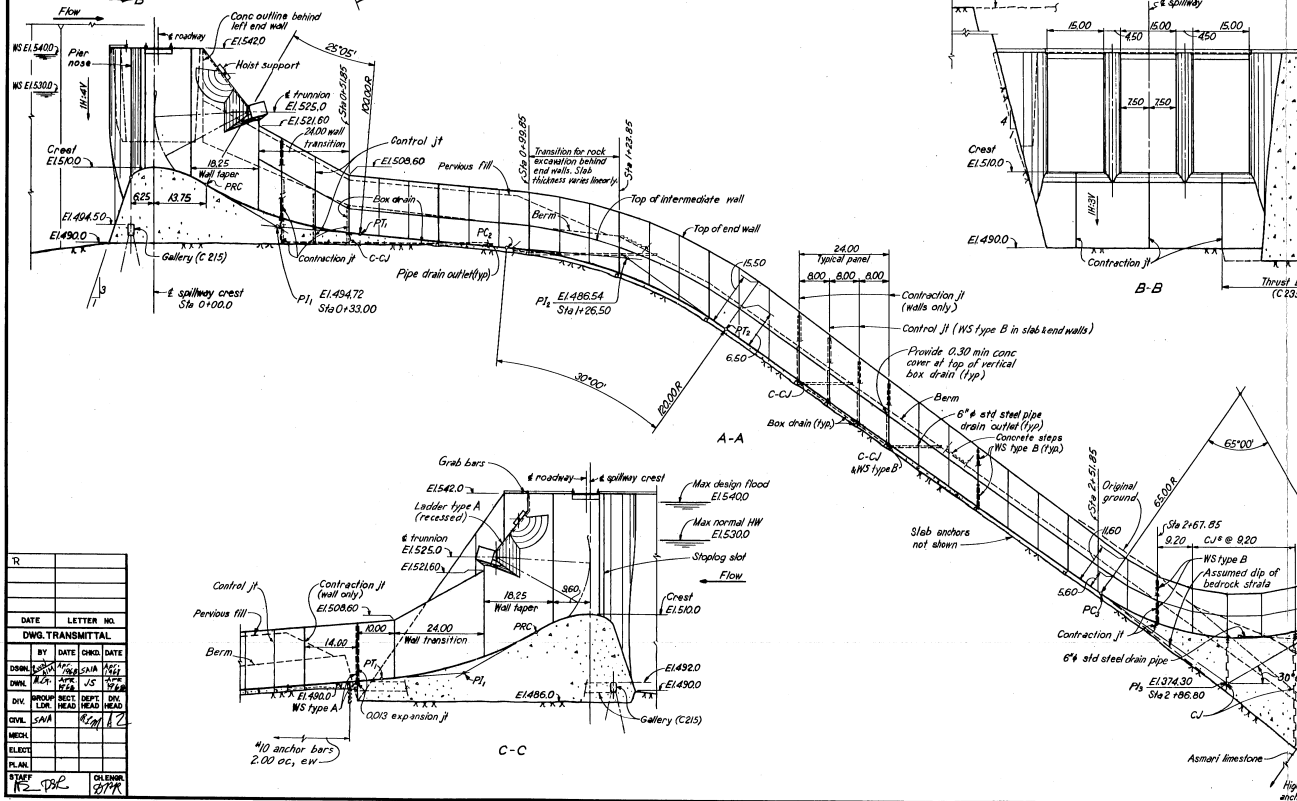 B
Flow
Conc outline behind
left end wall
℄ roadway
El.542.0
WS El.540.0
Pier
nose
Hoist support
25°05'
WS El.530.0
1H:4V
℄ trunnion
El.525.0
El.521.60
24.00 wall
transition
Sta 0+51.85
100.00R
Control jt
El.508.60
Crest
El.510.0
18.25
Wall taper
PRC
6.25
13.75
Box drain
PT₁
El.494.50
El.490.0
Gallery (C 215)
Contraction jt
C-CJ
3
1
℄ spillway crest
Sta 0+00.0
PI₁
El.494.72
Sta 0+33.00
Pervious fill
Sta 0+99.85
Transition for rock
excavation behind
end walls. Slab
thickness varies linearly.
Sta 1+23.85
Top of intermediate wall
Berm
Top of end wall
PC₂
Pipe drain outlet (typ)
PI₂
El.486.54
Sta 1+26.50
15.50
PT₂
6.50
30°00'
120.00R
24.00
Typical panel
8.00
8.00
8.00
Contraction jt
(walls only)
Control jt (WS type B in slab & end walls)
Provide 0.30 min conc
cover at top of vertical
box drain (typ)
C-CJ
Box drain (typ.)
Berm
6"ø std steel pipe
drain outlet (typ)
Concrete steps
WS type B (typ.)
C-CJ
& WS type B
A-A
℄ spillway
15.00
15.00
15.00
4.50
4.50
7.50
7.50
4
1
Crest
El.510.0
1H:3V
El.490.0
Contraction jt
B-B
Thrust
(C 235
65°00'
65.00R
Sta 2+51.85
Original
ground
Sta 2+67.85
11.60
9.20
CJˢ @ 9.20
WS type B
Assumed dip of
bedrock strata
Slab anchors
not shown
5.60
PC₃
Contraction jt
6"ø std steel drain pipe
PI₃
El.374.30
Sta 2+86.80
30°
CJ
Asmari limestone
Grab bars
℄ roadway
℄ spillway crest
El.542.0
Max design flood
El.540.0
Ladder type A
(recessed)
Max normal HW
El.530.0
℄ trunnion
El.525.0
El.521.60
Stoplog slot
Flow
Control jt
Contraction jt
(wall only)
Pervious fill
El.508.60
18.25
Wall taper
9.60
Crest
El.510.0
10.00
24.00
Wall transition
PRC
14.00
Berm
PT₁
PI₁
El.492.0
El.490.0
El.490.0
WS type A
El.486.0
0.013 expansion jt
Gallery (C215)
#10 anchor bars
2.00 oc, ew
C-C
R
DATE
LETTER NO.
DWG. TRANSMITTAL
BY DATE CHKD. DATE
DSGN. Apr. 1968 SNA Apr. 1968
DWN. Apr. 1968 JS Apr. 1968
DIV. GROUP LDR. SECT. HEAD DEPT. HEAD DIV. HEAD
CIVIL SNA
MECH.
ELECT.
PLAN.
STAFF
CH.ENGR.